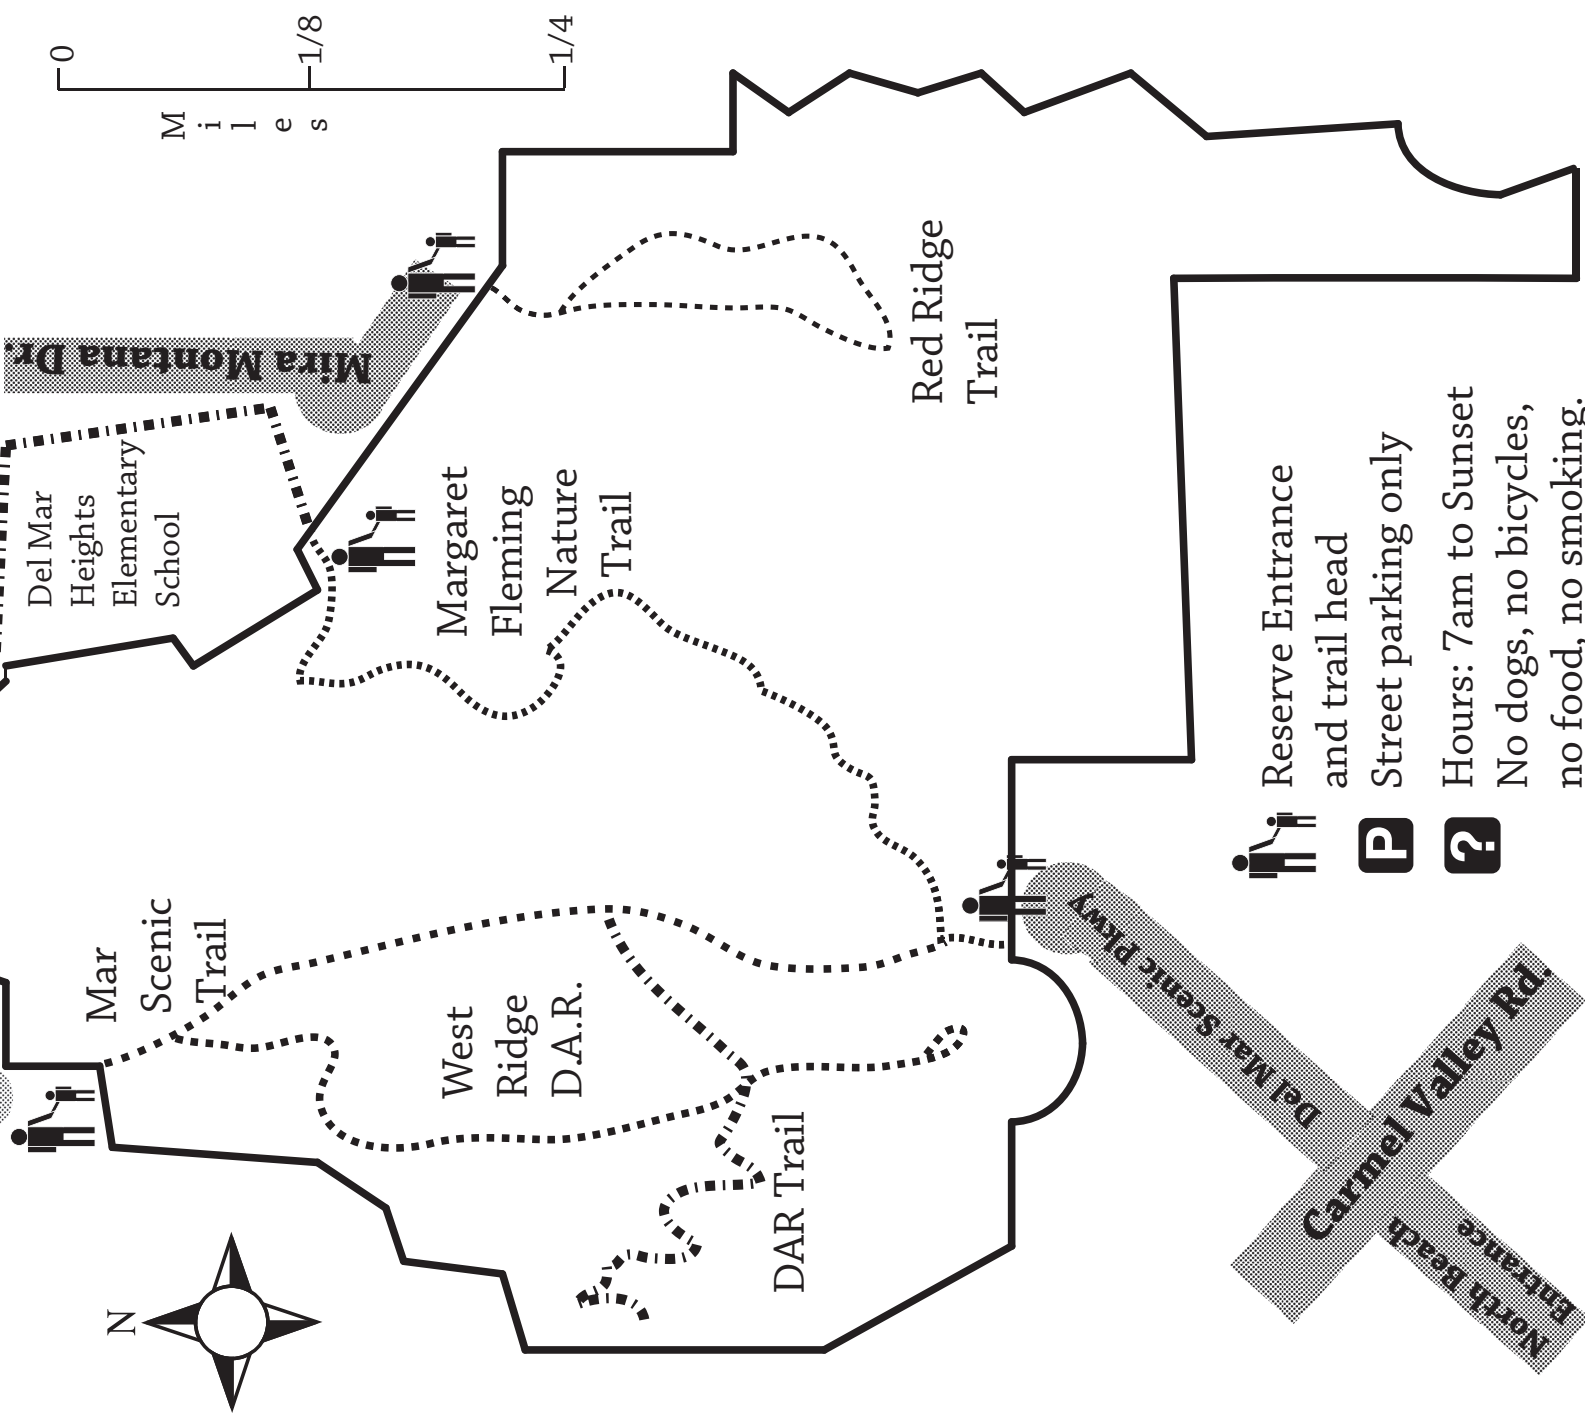 0
1/8
1/4
Miles
Mira Montana Dr.
Del Mar
Heights
Elementary
School
Margaret
Fleming
Nature
Trail
Red Ridge
Trail
Mar
Scenic
Trail
West
Ridge
D.A.R.
DAR Trail
N
Reserve Entrance
and trail head
P
Street parking only
?
Hours: 7am to Sunset
No dogs, no bicycles,
no food, no smoking.
Del Mar Scenic Pkwy
Carmel Valley Rd.
North Beach
Entrance